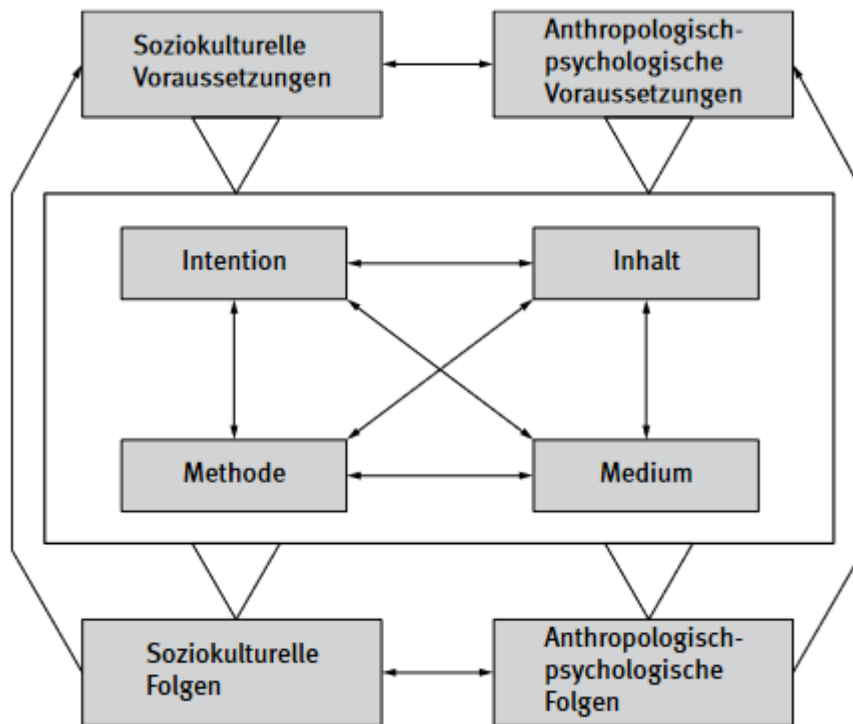 Soziokulturelle
Voraussetzungen
Anthropologisch-
psychologische
Voraussetzungen
Intention
Inhalt
Methode
Medium
Soziokulturelle
Folgen
Anthropologisch-
psychologische
Folgen